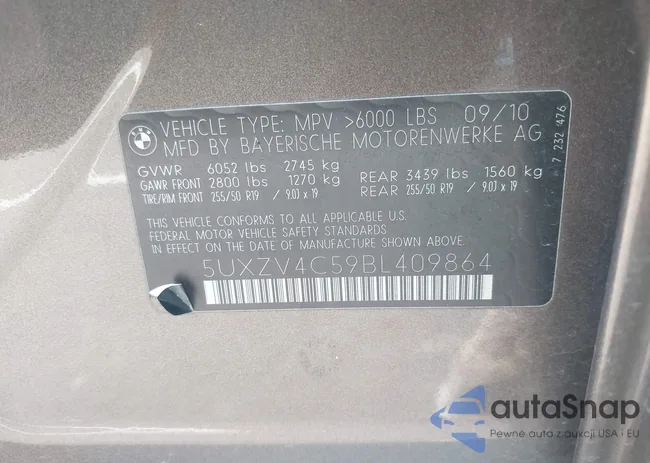 BMW
VEHICLE TYPE: MPV >6000 LBS 09/10
MFD BY BAYERISCHE MOTORENWERKE AG
GVWR 6052 lbs 2745 kg
GAWR FRONT 2800 lbs 1270 kg REAR 3439 lbs 1560 kg
TIRE/RIM FRONT 255/50 R19 / 9.0J x 19 REAR 255/50 R19 / 9.0J x 19
THIS VEHICLE CONFORMS TO ALL APPLICABLE U.S.
FEDERAL MOTOR VEHICLE SAFETY STANDARDS
IN EFFECT ON THE DATE OF MANUFACTURE SHOWN ABOVE.
5UXZV4C59BL409864
7 232 1476
autaSnap
Pewne auta z aukcji USA i EU